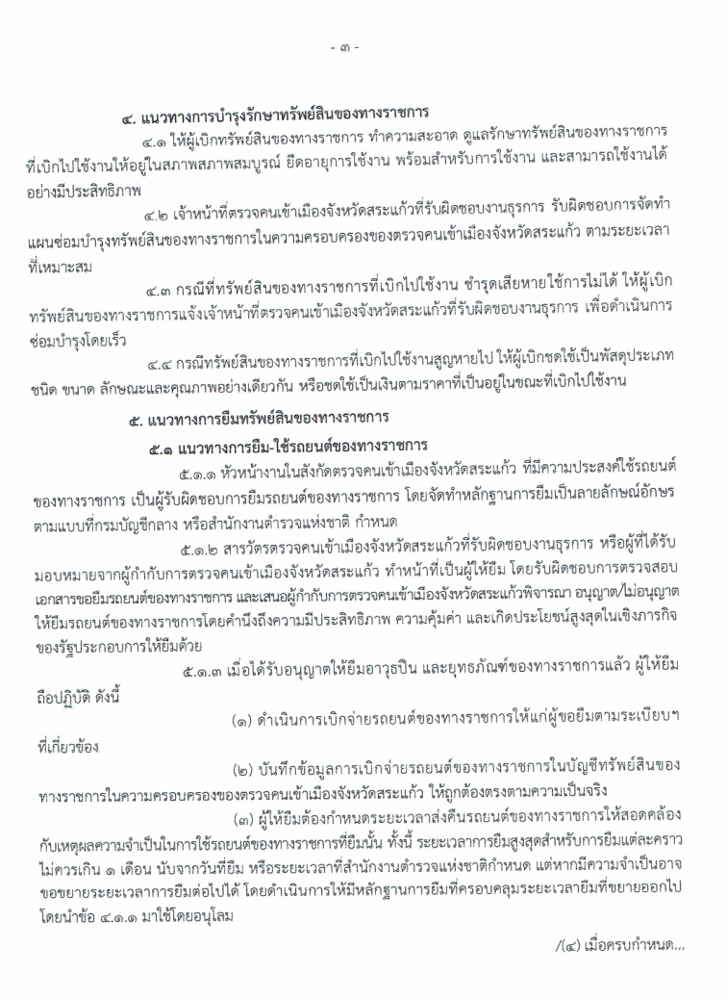 - ๓ -
๔. แนวทางการบำรุงรักษาทรัพย์สินของทางราชการ
๔.๑ ให้ผู้เบิกทรัพย์สินของทางราชการ ทำความสะอาด ดูแลรักษาทรัพย์สินของทางราชการ
ที่เบิกไปใช้งานให้อยู่ในสภาพสภาพสมบูรณ์ ยืดอายุการใช้งาน พร้อมสำหรับการใช้งาน และสามารถใช้งานได้
อย่างมีประสิทธิภาพ
๔.๒ เจ้าหน้าที่ตรวจคนเข้าเมืองจังหวัดสระแก้วที่รับผิดชอบงานธุรการ รับผิดชอบการจัดทำ
แผนซ่อมบำรุงทรัพย์สินของทางราชการในความครอบครองของตรวจคนเข้าเมืองจังหวัดสระแก้ว ตามระยะเวลา
ที่เหมาะสม
๔.๓ กรณีที่ทรัพย์สินของทางราชการที่เบิกไปใช้งาน ชำรุดเสียหายใช้การไม่ได้ ให้ผู้เบิก
ทรัพย์สินของทางราชการแจ้งเจ้าหน้าที่ตรวจคนเข้าเมืองจังหวัดสระแก้วที่รับผิดชอบงานธุรการ เพื่อดำเนินการ
ซ่อมบำรุงโดยเร็ว
๔.๔ กรณีทรัพย์สินของทางราชการที่เบิกไปใช้งานสูญหายไป ให้ผู้เบิกชดใช้เป็นพัสดุประเภท
ชนิด ขนาด ลักษณะและคุณภาพอย่างเดียวกัน หรือชดใช้เป็นเงินตามราคาที่เป็นอยู่ในขณะที่เบิกไปใช้งาน
๕. แนวทางการยืมทรัพย์สินของทางราชการ
๕.๑ แนวทางการยืม-ใช้รถยนต์ของทางราชการ
๕.๑.๑ หัวหน้างานในสังกัดตรวจคนเข้าเมืองจังหวัดสระแก้ว ที่มีความประสงค์ใช้รถยนต์
ของทางราชการ เป็นผู้รับผิดชอบการยืมรถยนต์ของทางราชการ โดยจัดทำหลักฐานการยืมเป็นลายลักษณ์อักษร
ตามแบบที่กรมบัญชีกลาง หรือสำนักงานตำรวจแห่งชาติ กำหนด
๕.๑.๒ สารวัตรตรวจคนเข้าเมืองจังหวัดสระแก้วที่รับผิดชอบงานธุรการ หรือผู้ที่ได้รับ
มอบหมายจากผู้กำกับการตรวจคนเข้าเมืองจังหวัดสระแก้ว ทำหน้าที่เป็นผู้ให้ยืม โดยรับผิดชอบการตรวจสอบ
เอกสารขอยืมรถยนต์ของทางราชการ และเสนอผู้กำกับการตรวจคนเข้าเมืองจังหวัดสระแก้วพิจารณา อนุญาต/ไม่อนุญาต
ให้ยืมรถยนต์ของทางราชการโดยคำนึงถึงความมีประสิทธิภาพ ความคุ้มค่า และเกิดประโยชน์สูงสุดในเชิงภารกิจ
ของรัฐประกอบการให้ยืมด้วย
๕.๑.๓ เมื่อได้รับอนุญาตให้ยืมอาวุธปืน และยุทธภัณฑ์ของทางราชการแล้ว ผู้ให้ยืม
ถือปฏิบัติ ดังนี้
(๑) ดำเนินการเบิกจ่ายรถยนต์ของทางราชการให้แก่ผู้ขอยืมตามระเบียบฯ
ที่เกี่ยวข้อง
(๒) บันทึกข้อมูลการเบิกจ่ายรถยนต์ของทางราชการในบัญชีทรัพย์สินของ
ทางราชการในความครอบครองของตรวจคนเข้าเมืองจังหวัดสระแก้ว ให้ถูกต้องตรงตามความเป็นจริง
(๓) ผู้ให้ยืมต้องกำหนดระยะเวลาส่งคืนรถยนต์ของทางราชการให้สอดคล้อง
กับเหตุผลความจำเป็นในการใช้รถยนต์ของทางราชการที่ยืมนั้น ทั้งนี้ ระยะเวลาการยืมสูงสุดสำหรับการยืมแต่ละคราว
ไม่ควรเกิน ๑ เดือน นับจากวันที่ยืม หรือระยะเวลาที่สำนักงานตำรวจแห่งชาติกำหนด แต่หากมีความจำเป็นอาจ
ขอขยายระยะเวลาการยืมต่อไปได้ โดยดำเนินการให้มีหลักฐานการยืมที่ครอบคลุมระยะเวลายืมที่ขยายออกไป
โดยนำข้อ ๔.๑.๑ มาใช้โดยอนุโลม
/(๔) เมื่อครบกำหนด...